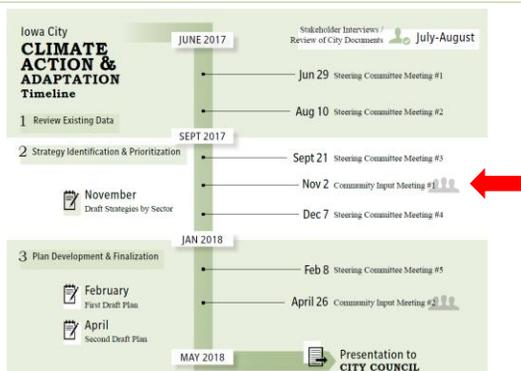 Iowa City
CLIMATE
ACTION &
ADAPTATION
Timeline
JUNE 2017
Stakeholder Interviews /
Review of City Documents
July-August
Jun 29 Steering Committee Meeting #1
Aug 10 Steering Committee Meeting #2
1 Review Existing Data
SEPT 2017
2 Strategy Identification & Prioritization
Sept 21 Steering Committee Meeting #3
Nov 2 Community Input Meeting #1
November
Draft Strategies by Sector
Dec 7 Steering Committee Meeting #4
JAN 2018
3 Plan Development & Finalization
Feb 8 Steering Committee Meeting #5
February
First Draft Plan
April 26 Community Input Meeting #2
April
Second Draft Plan
MAY 2018
Presentation to
CITY COUNCIL